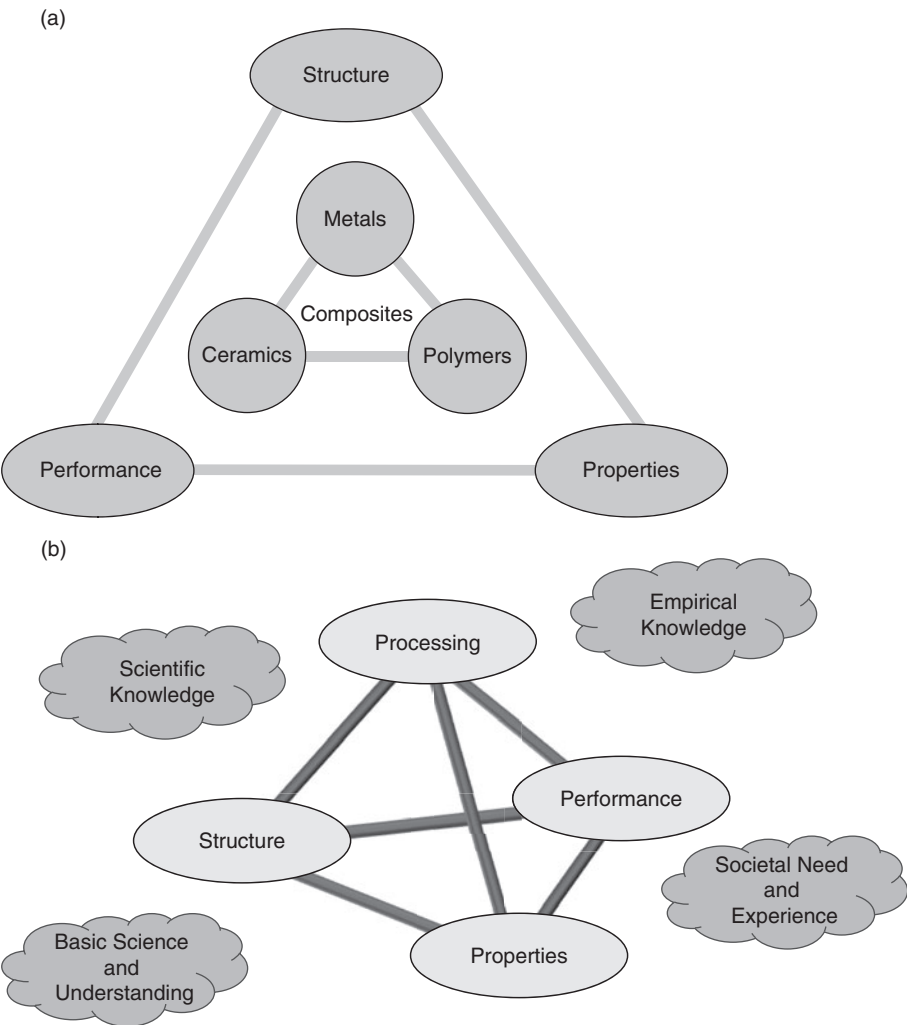 (a)
Structure
Metals
Composites
Ceramics
Polymers
Performance
Properties
(b)
Empirical
Knowledge
Processing
Scientific
Knowledge
Performance
Structure
Societal Need
and
Experience
Basic Science
and
Understanding
Properties